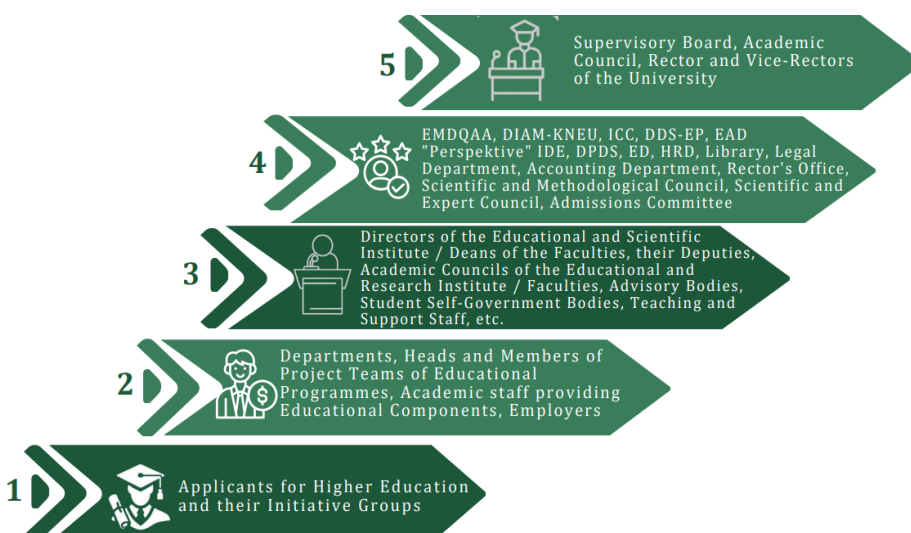 5
Supervisory Board, Academic
Council, Rector and Vice-Rectors
of the University
4
EMDQAA, DIAM-KNEU, ICC, DDS-EP, EAD
"Perspektive" IDE, DPDS, ED, HRD, Library, Legal
Department, Accounting Department, Rector's Office,
Scientific and Methodological Council, Scientific and
Expert Council, Admissions Committee
3
Directors of the Educational and Scientific
Institute / Deans of the Faculties, their Deputies,
Academic Councils of the Educational and
Research Institute / Faculties, Advisory Bodies,
Student Self-Government Bodies, Teaching and
Support Staff, etc.
2
Departments, Heads and Members of
Project Teams of Educational
Programmes, Academic staff providing
Educational Components, Employers
$
1
Applicants for Higher Education
and their Initiative Groups